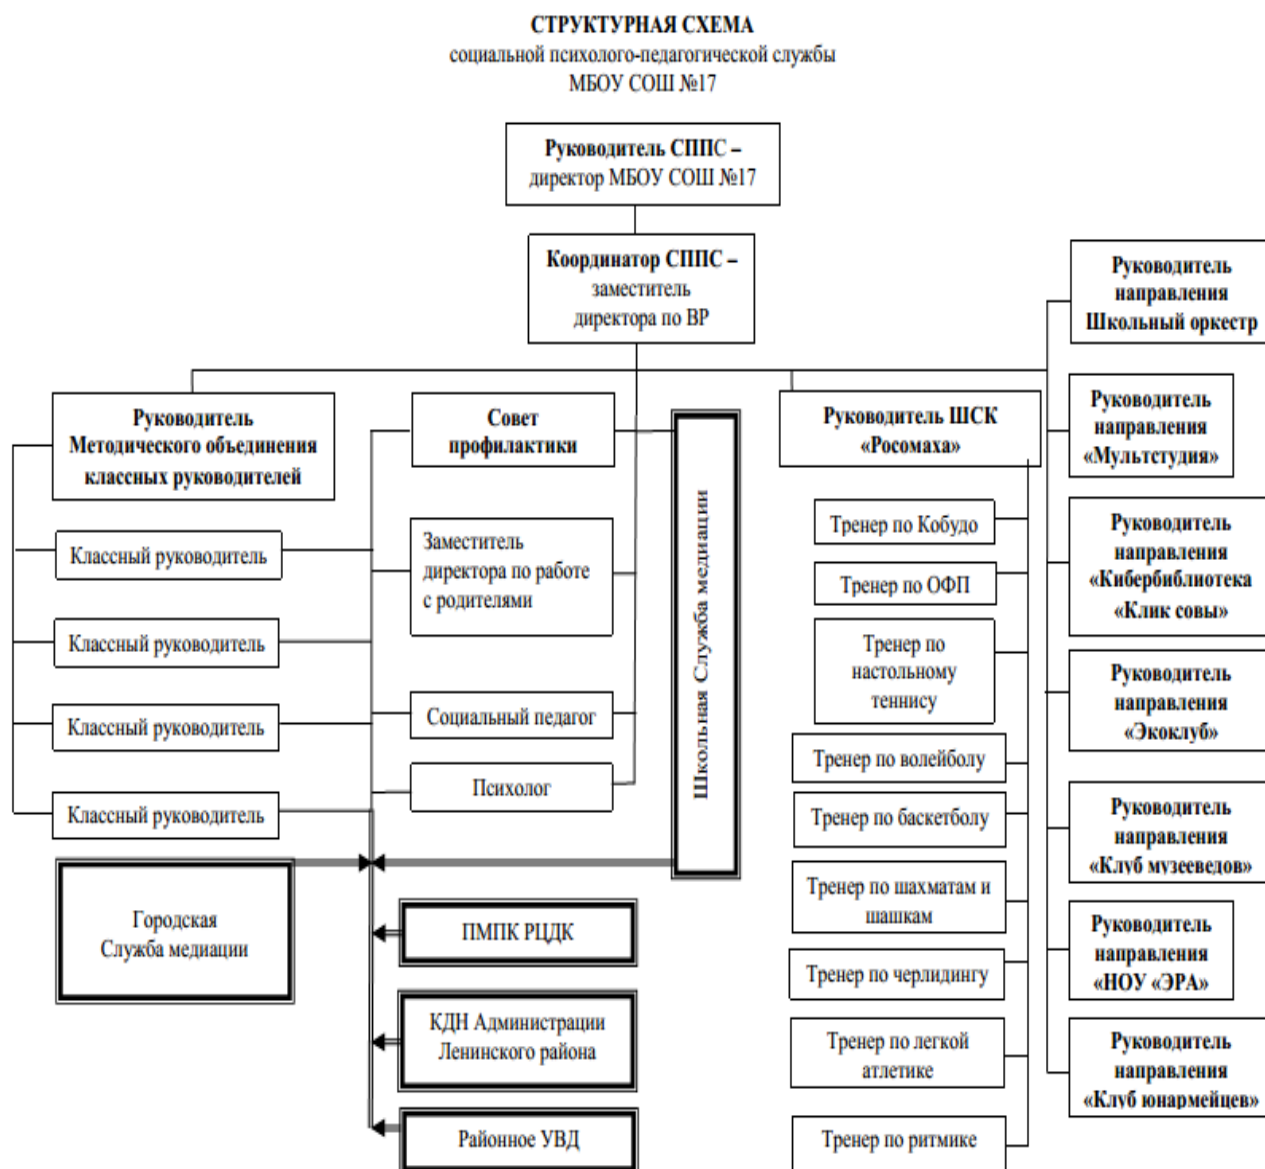 СТРУКТУРНАЯ СХЕМА
социальной психолого-педагогической службы
МБОУ СОШ №17
Руководитель СППС –
директор МБОУ СОШ №17
Координатор СППС –
заместитель
директора по ВР
Руководитель
Методического объединения
классных руководителей
Классный руководитель
Классный руководитель
Классный руководитель
Классный руководитель
Городская
Служба медиации
Совет
профилактики
Заместитель
директора по работе
с родителями
Социальный педагог
Психолог
ПМПК РЦДК
КДН Администрации
Ленинского района
Районное УВД
Школьная Служба медиации
Руководитель ШСК
«Росомаха»
Тренер по Кобудо
Тренер по ОФП
Тренер по
настольному
теннису
Тренер по волейболу
Тренер по баскетболу
Тренер по шахматам и
шашкам
Тренер по черлидингу
Тренер по легкой
атлетике
Тренер по ритмике
Руководитель
направления
Школьный оркестр
Руководитель
направления
«Мультстудия»
Руководитель
направления
«Кибербиблиотека
«Клик совы»
Руководитель
направления
«Экоклуб»
Руководитель
направления
«Клуб музееведов»
Руководитель
направления
«НОУ «ЭРА»
Руководитель
направления
«Клуб юнармейцев»